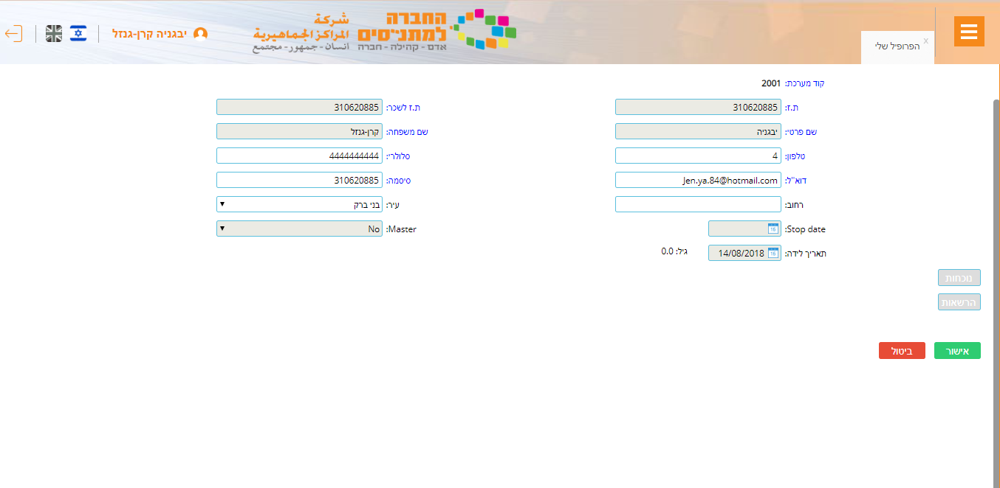 החברה למתנ"סים
אדם - קהילה - חברה
شركة
المراكز الجماهيرية
انسان - جمهور - مجتمع
יבגניה קרן-גנזל
הפרופיל שלי x
קוד מערכת: 2001
ת.ז: 310620885
ת.ז לשכר: 310620885
שם פרטי: יבגניה
שם משפחה: קרן-גנזל
טלפון: 4
סלולרי: 4444444444
דוא"ל: Jen.ya.84@hotmail.com
סיסמה: 310620885
רחוב:
עיר: בני ברק
Stop date:
Master: No
תאריך לידה: 14/08/2018
גיל: 0.0
נוכחות
הרשאות
אישור
ביטול